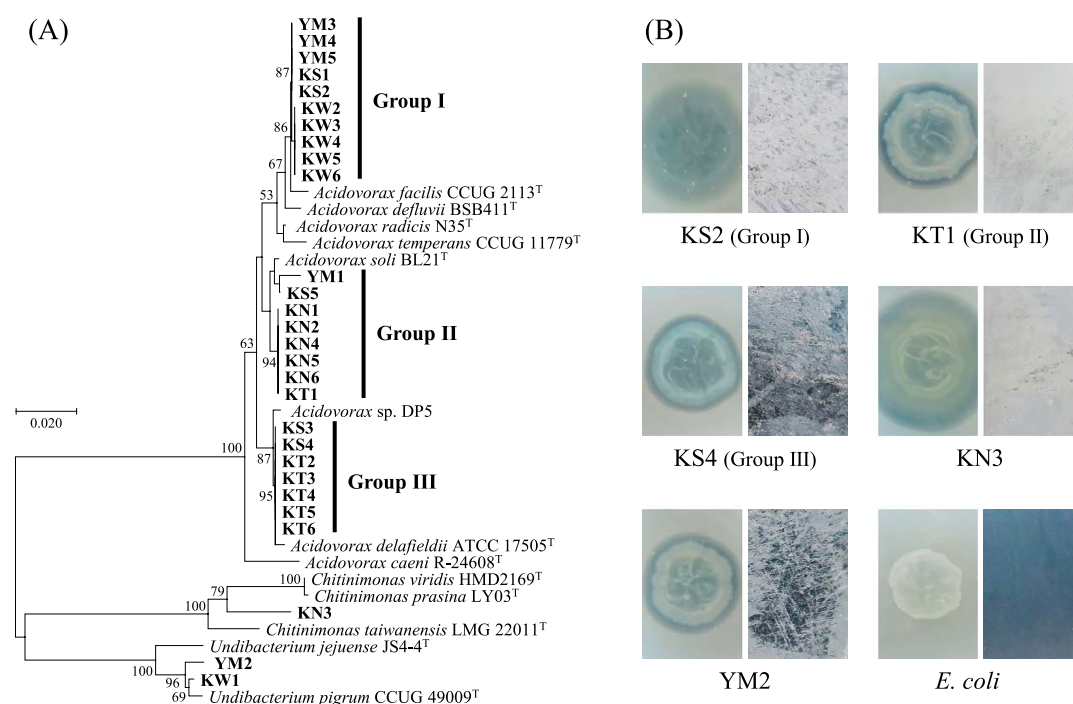 (A)
YM3
YM4
YM5
87
KS1
KS2
KW2
86
KW3
KW4
KW5
KW6
Group I
67
53
Acidovorax facilis CCUG 2113T
Acidovorax defluvii BSB411T
Acidovorax radicis N35T
Acidovorax temperans CCUG 11779T
Acidovorax soli BL21T
YM1
KS5
KN1
KN2
63
KN4
94
KN5
KN6
KT1
Group II
0.020
Acidovorax sp. DP5
KS3
100
KS4
87
KT2
KT3
95
KT4
KT5
KT6
Group III
Acidovorax delafieldii ATCC 17505T
Acidovorax caeni R-24608T
100
Chitinimonas viridis HMD2169T
79
Chitinimonas prasina LY03T
100
KN3
Chitinimonas taiwanensis LMG 22011T
Undibacterium jejuense JS4-4T
100
YM2
96
KW1
69
Undibacterium pigrum CCUG 49009T
(B)
KS2 (Group I)
KT1 (Group II)
KS4 (Group III)
KN3
YM2
E. coli